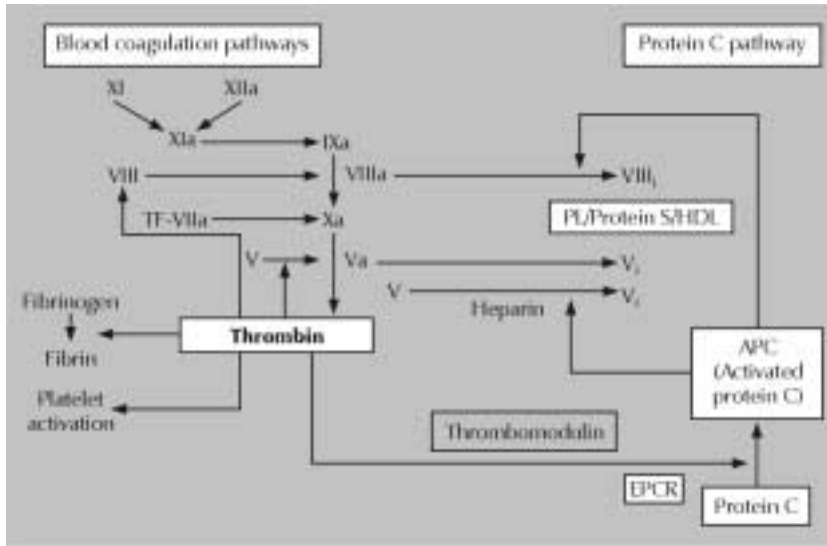 Blood coagulation pathways
Protein C pathway
XI
XIIa
XIa
IXa
VIII
VIIIa
VIIIi
TF-VIIa
Xa
PL/Protein S/HDL
V
Va
Vi
V
Vi
Heparin
Fibrinogen
Fibrin
Thrombin
APC
(Activated
protein C)
Platelet
activation
Thrombomodulin
EPCR
Protein C